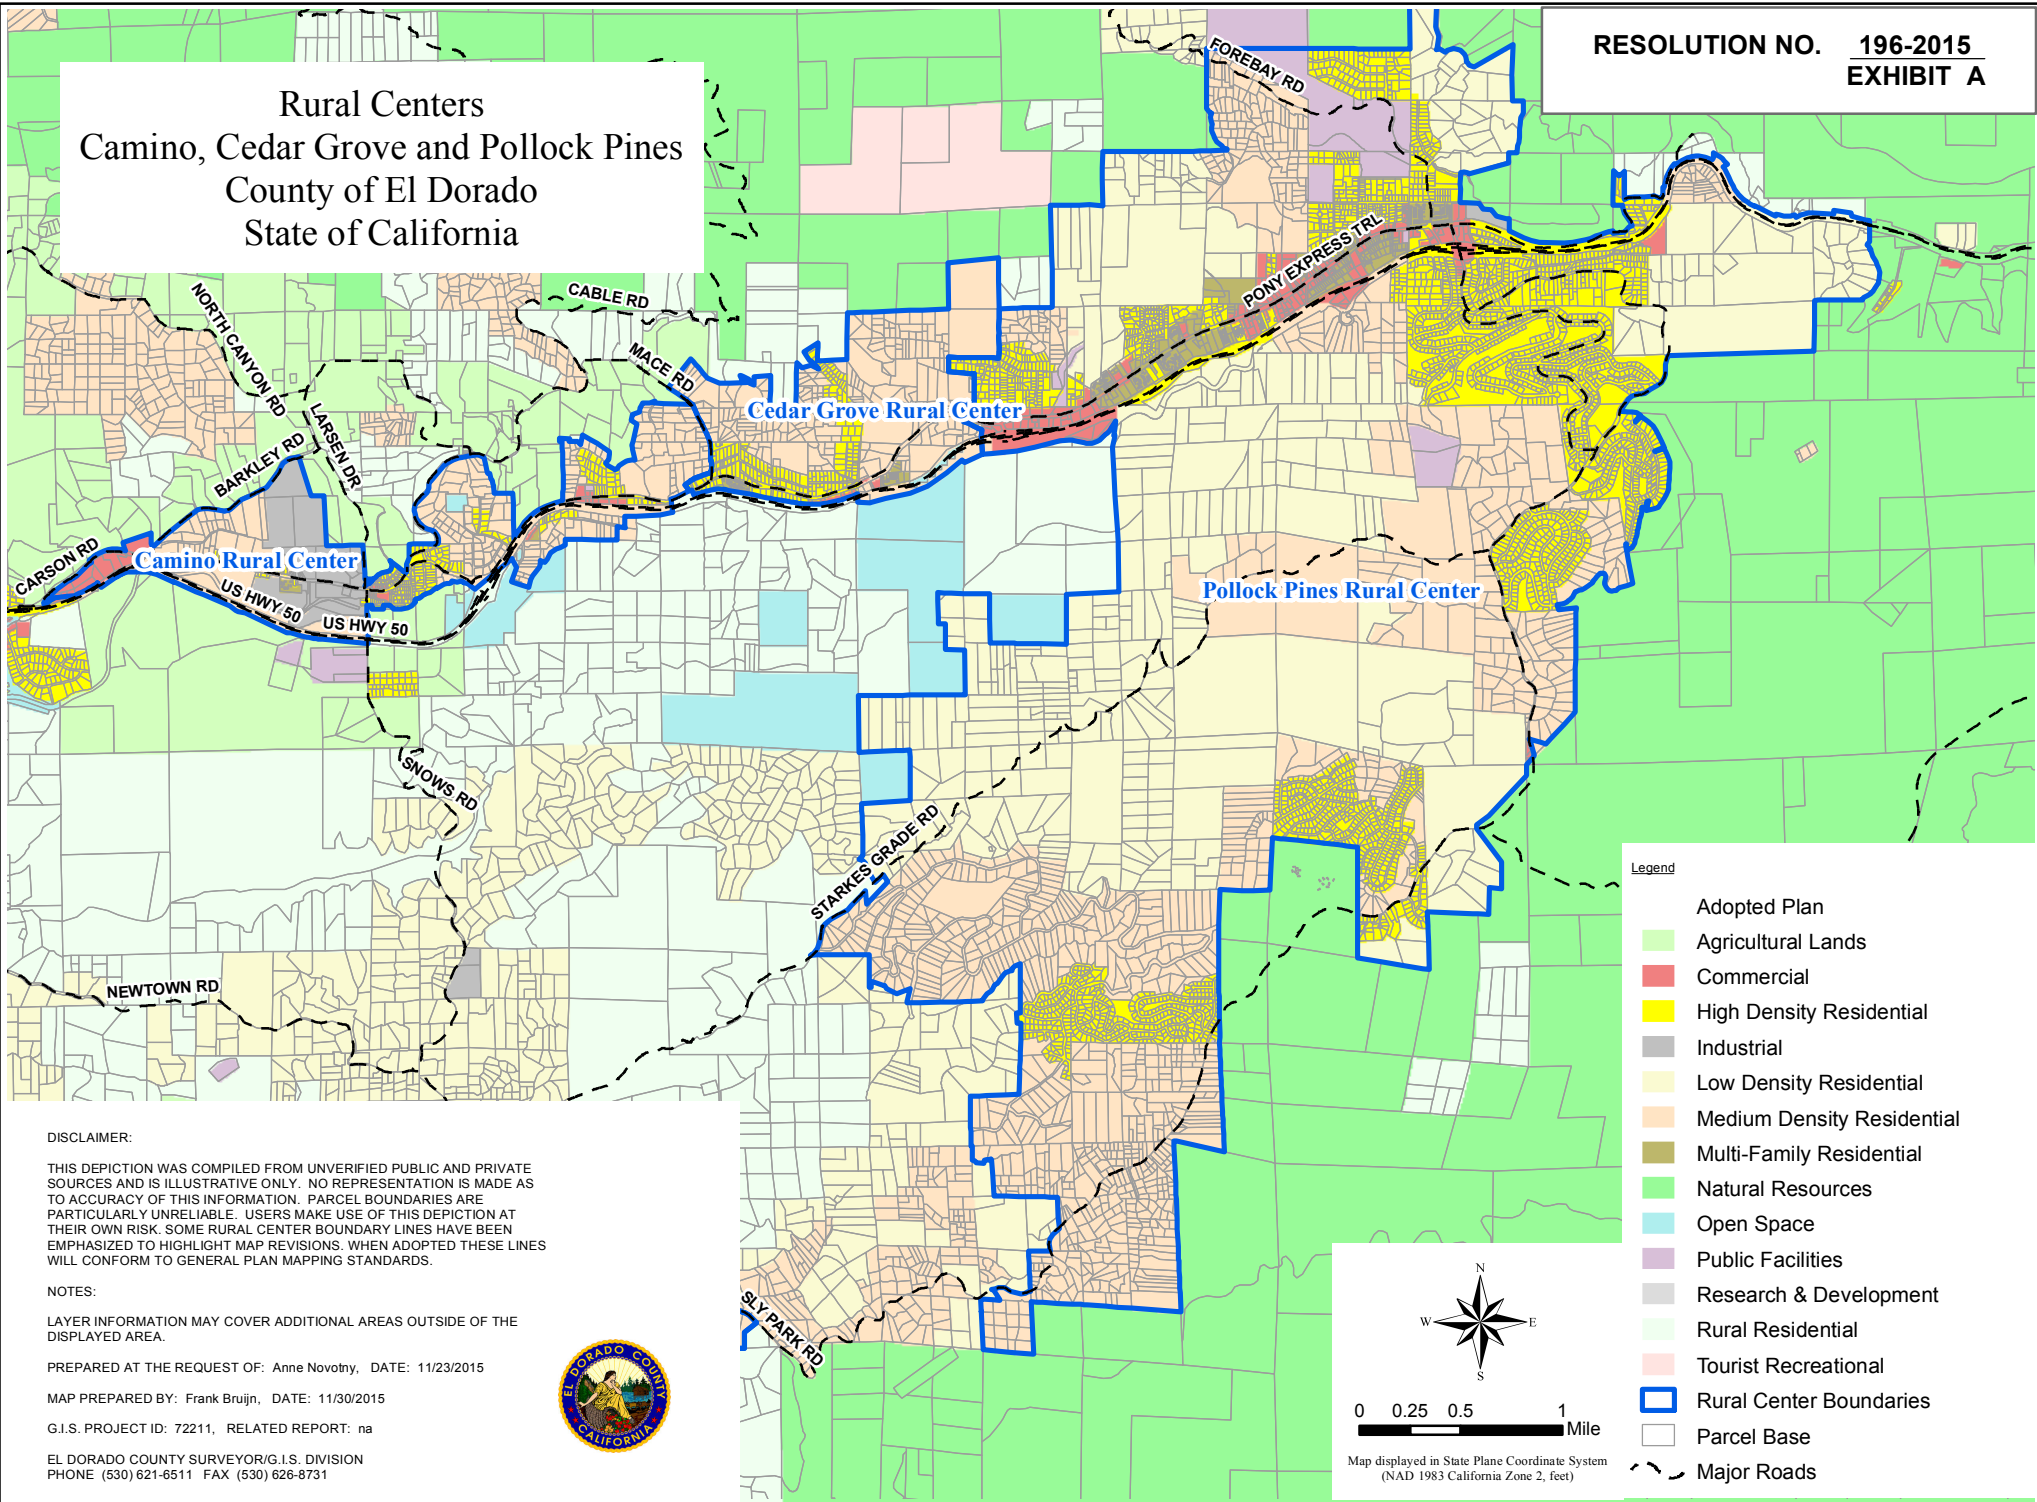 RESOLUTION NO. 196-2015
EXHIBIT A
Rural Centers
Camino, Cedar Grove and Pollock Pines
County of El Dorado
State of California
FOREBAY RD
PONY EXPRESS TRL
CABLE RD
NORTH CANYON RD
MACE RD
LARSEN DR
BARKLEY RD
CARSON RD
Cedar Grove Rural Center
Camino Rural Center
US HWY 50
US HWY 50
Pollock Pines Rural Center
SNOWS RD
STARKES GRADE RD
NEWTOWN RD
SLY PARK RD
Legend
Adopted Plan
Agricultural Lands
Commercial
High Density Residential
Industrial
Low Density Residential
Medium Density Residential
Multi-Family Residential
Natural Resources
Open Space
Public Facilities
Research & Development
Rural Residential
Tourist Recreational
Rural Center Boundaries
Parcel Base
Major Roads
DISCLAIMER:
THIS DEPICTION WAS COMPILED FROM UNVERIFIED PUBLIC AND PRIVATE
SOURCES AND IS ILLUSTRATIVE ONLY. NO REPRESENTATION IS MADE AS
TO ACCURACY OF THIS INFORMATION. PARCEL BOUNDARIES ARE
PARTICULARLY UNRELIABLE. USERS MAKE USE OF THIS DEPICTION AT
THEIR OWN RISK. SOME RURAL CENTER BOUNDARY LINES HAVE BEEN
EMPHASIZED TO HIGHLIGHT MAP REVISIONS. WHEN ADOPTED THESE LINES
WILL CONFORM TO GENERAL PLAN MAPPING STANDARDS.
NOTES:
LAYER INFORMATION MAY COVER ADDITIONAL AREAS OUTSIDE OF THE
DISPLAYED AREA.
PREPARED AT THE REQUEST OF: Anne Novotny, DATE: 11/23/2015
MAP PREPARED BY: Frank Bruijn, DATE: 11/30/2015
G.I.S. PROJECT ID: 72211, RELATED REPORT: na
EL DORADO COUNTY SURVEYOR/G.I.S. DIVISION
PHONE (530) 621-6511 FAX (530) 626-8731
EL DORADO COUNTY
CALIFORNIA
N
W E
S
0 0.25 0.5 1
Mile
Map displayed in State Plane Coordinate System
(NAD 1983 California Zone 2, feet)